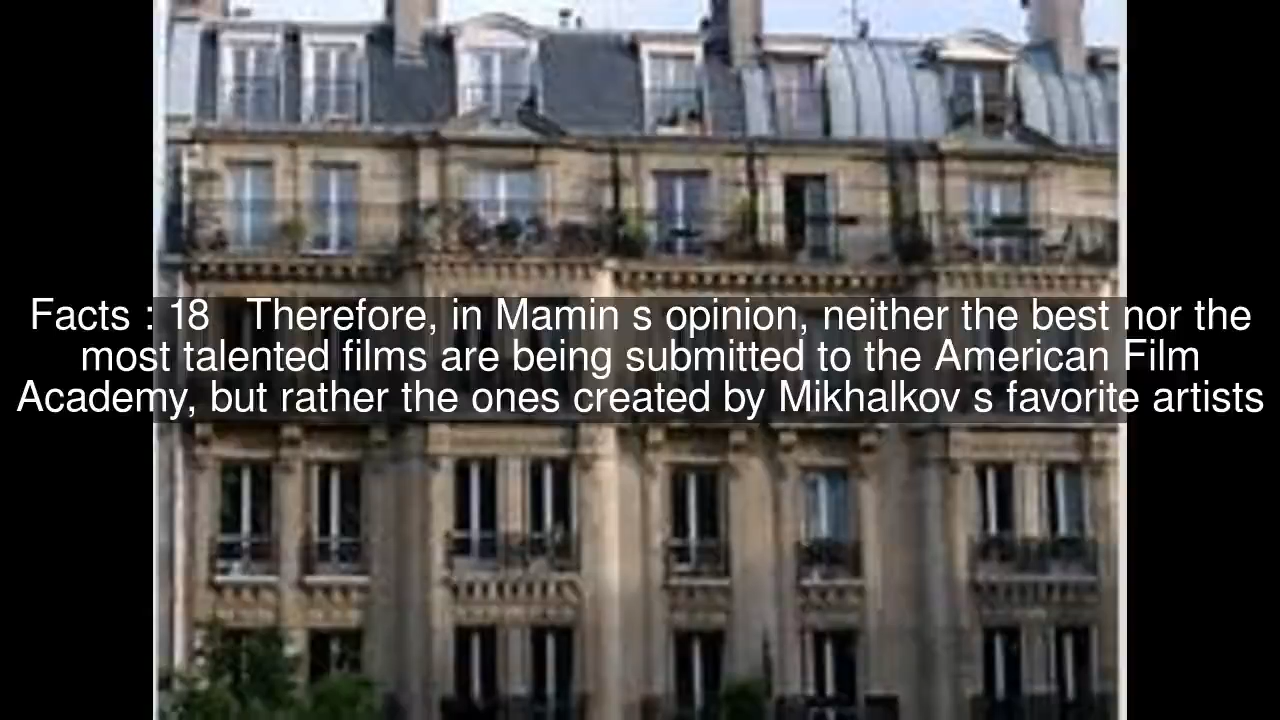 Facts : 18 Therefore, in Mamin s opinion, neither the best nor the
most talented films are being submitted to the American Film
Academy, but rather the ones created by Mikhalkov s favorite artists